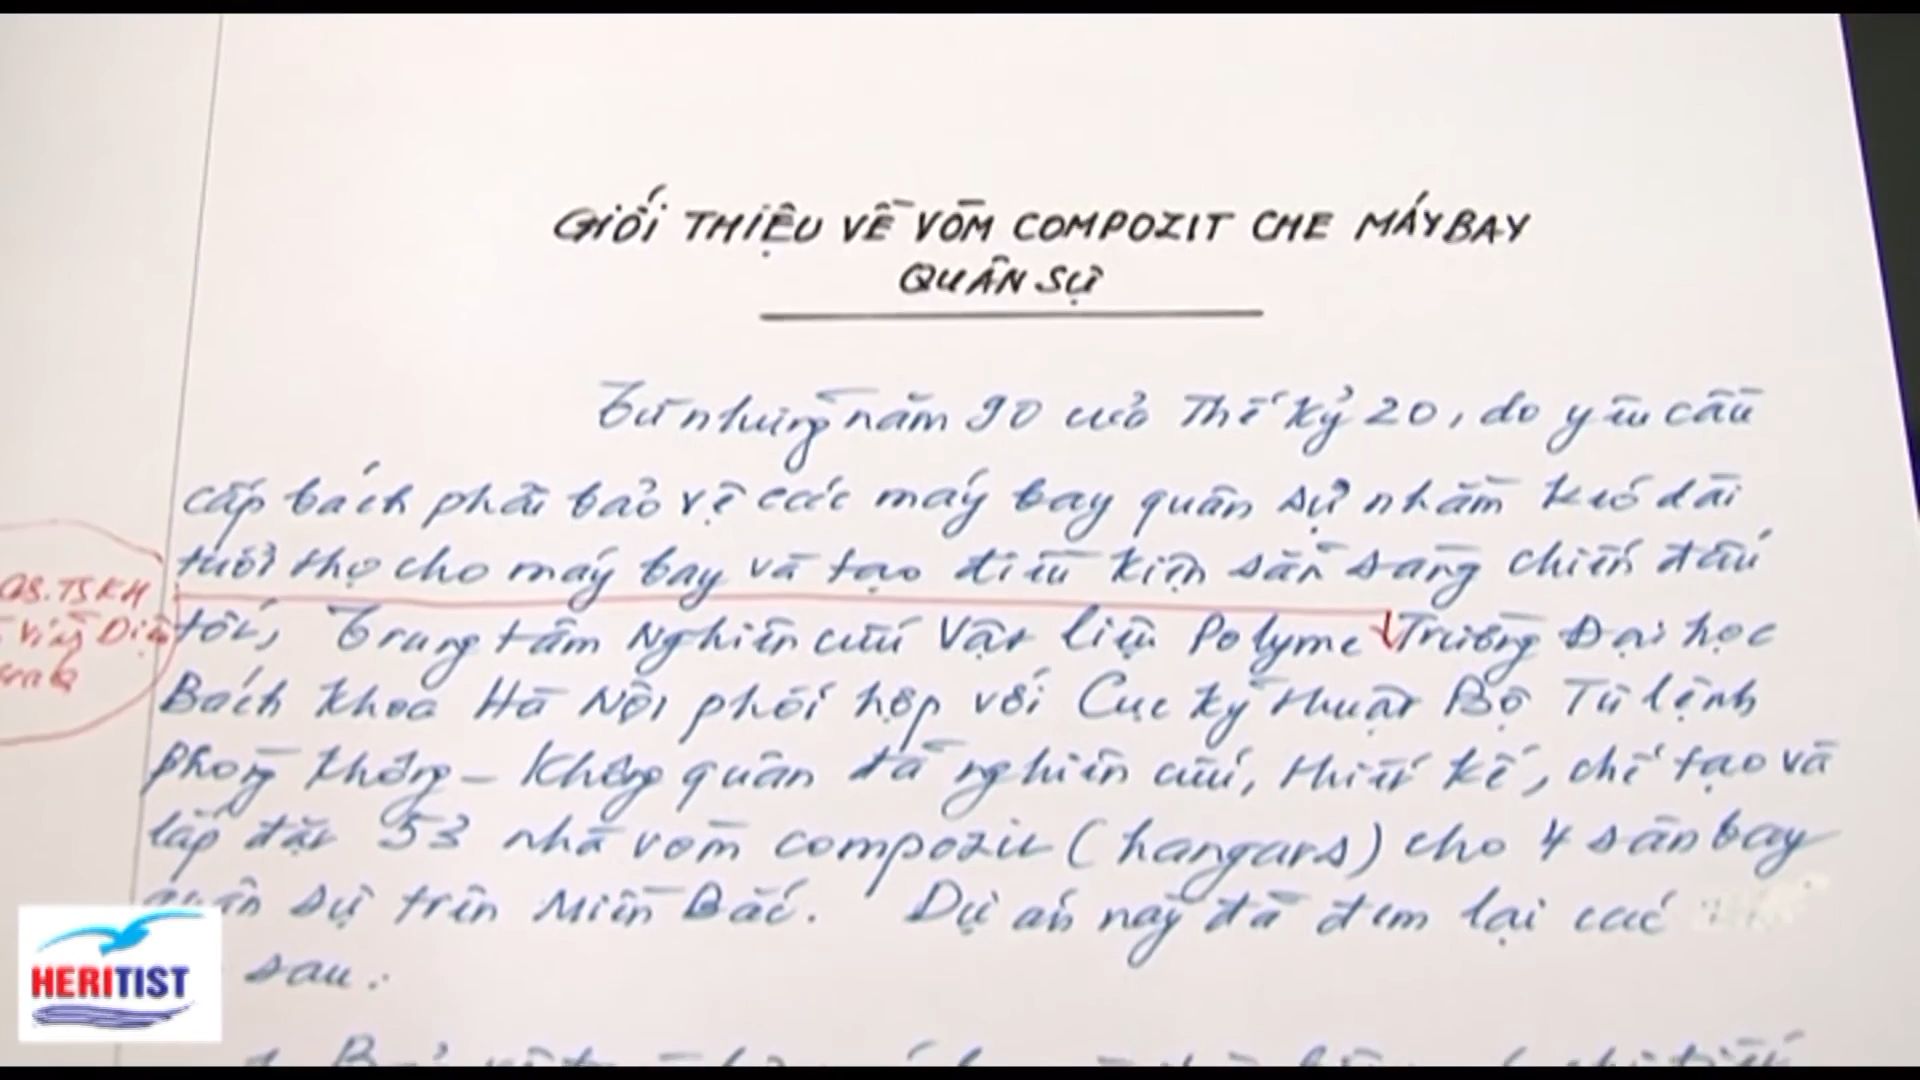 GIỚI THIỆU VỀ VÒM COMPOZIT CHE MÁY BAY
QUÂN SỰ
Từ những năm 90 của Thế kỷ 20, do yêu cầu
cấp bách phải bảo vệ các máy bay quân sự nhằm kéo dài
tuổi thọ cho máy bay và tạo điều kiện sẵn sàng chiến đấu
tốt, Trung tâm Nghiên cứu Vật liệu Polyme Trường Đại học
Bách Khoa Hà Nội phối hợp với Cục kỹ thuật Bộ Tư lệnh
phòng không - Không quân đã nghiên cứu, thiết kế, chế tạo và
lắp đặt 53 nhà vòm compozit (hangars) cho 4 sân bay
quân sự trên Miền Bắc. Dự án này đã đem lại các
sau:
GS.TSKH
HERITIST